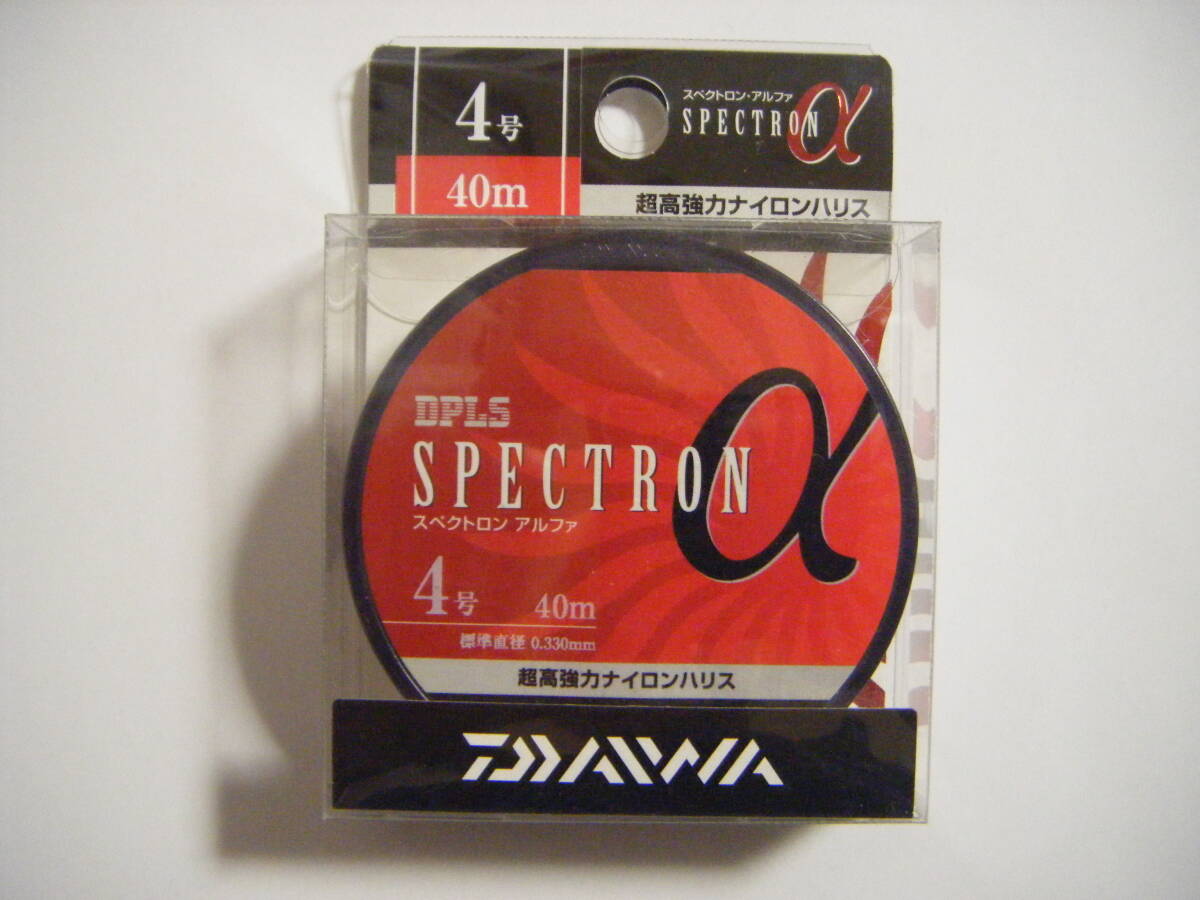 4号
40m
スペクトロン・アルファ
SPECTRON α
超高強力ナイロンハリス
DPLS
SPECTRON α
スペクトロン アルファ
4号 40m
標準直径 0.330mm
超高強力ナイロンハリス
DAIWA